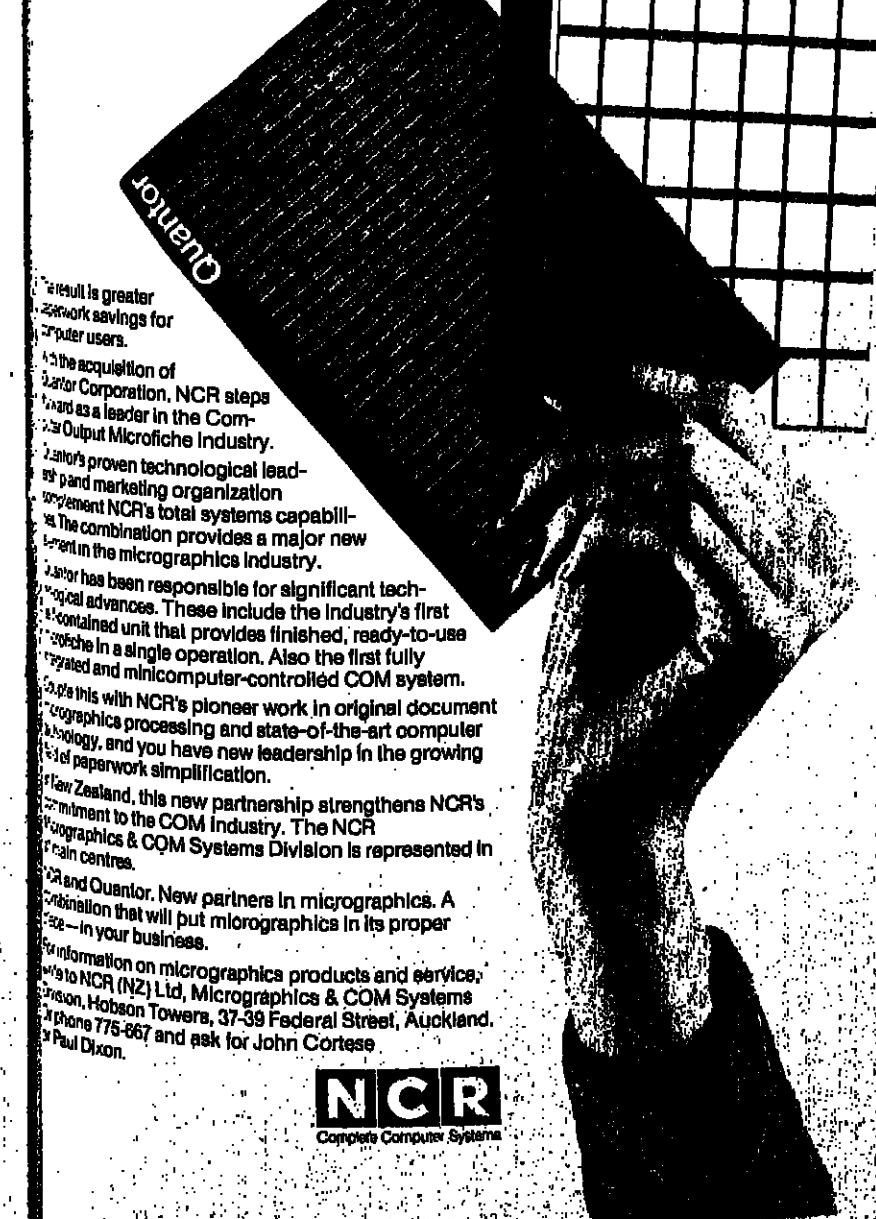 Quantor
result is greater
savings for
users.
the acquisition of
Corporation, NCR steps
as a leader in the Com-
Output Microfiche Industry.
proven technological lead-
and marketing organization
NCR's total systems capabili-
The combination provides a major new
in the micrographics industry.
has been responsible for significant tech-
advances. These include the industry's first
unit that provides finished, ready-to-use
in a single operation. Also the first fully
and minicomputer-controlled COM system.
this with NCR's pioneer work in original document
processing and state-of-the-art computer
and you have new leadership in the growing
of paperwork simplification.
New Zealand, this new partnership strengthens NCR's
to the COM Industry. The NCR
& COM Systems Division is represented in
centres.
and Quantor. New partners in micrographics. A
that will put micrographics in its proper
—in your business.
information on micrographics products and service,
to NCR (NZ) Ltd, Micrographics & COM Systems
Hobson Towers, 37-39 Federal Street, Auckland.
phone 775-667 and ask for John Cortese
Paul Dixon.
NCR
Complete Computer Systems